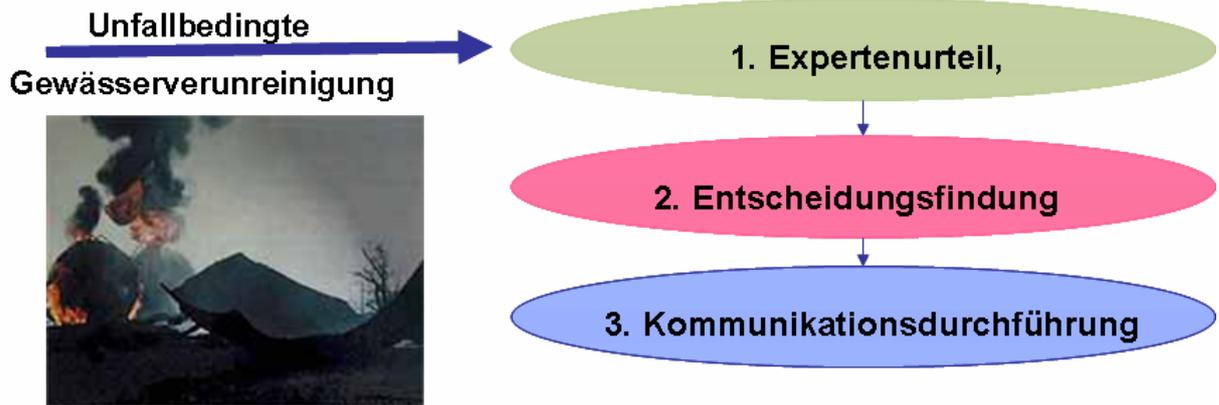 Unfallbedingte
Gewässerverunreinigung
1. Expertenurteil,
2. Entscheidungsfindung
3. Kommunikationsdurchführung